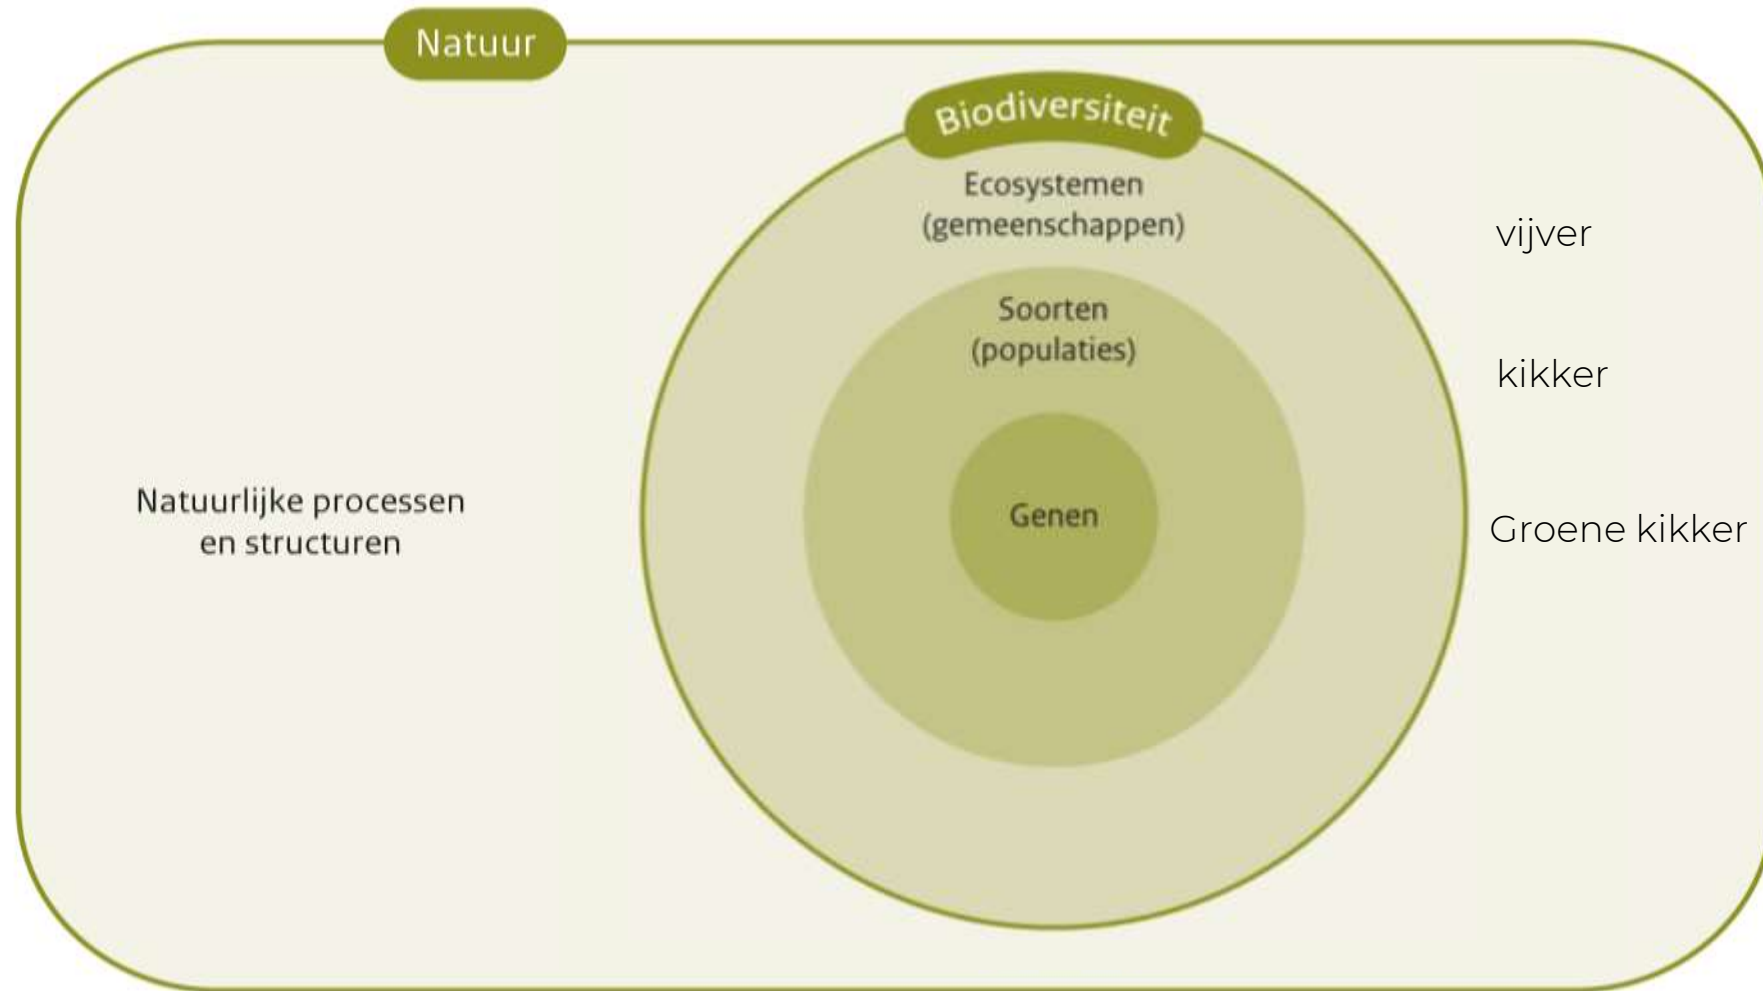 Natuur
Biodiversiteit
Ecosystemen
(gemeenschappen)
vijver
Soorten
(populaties)
kikker
Natuurlijke processen
en structuren
Genen
Groene kikker